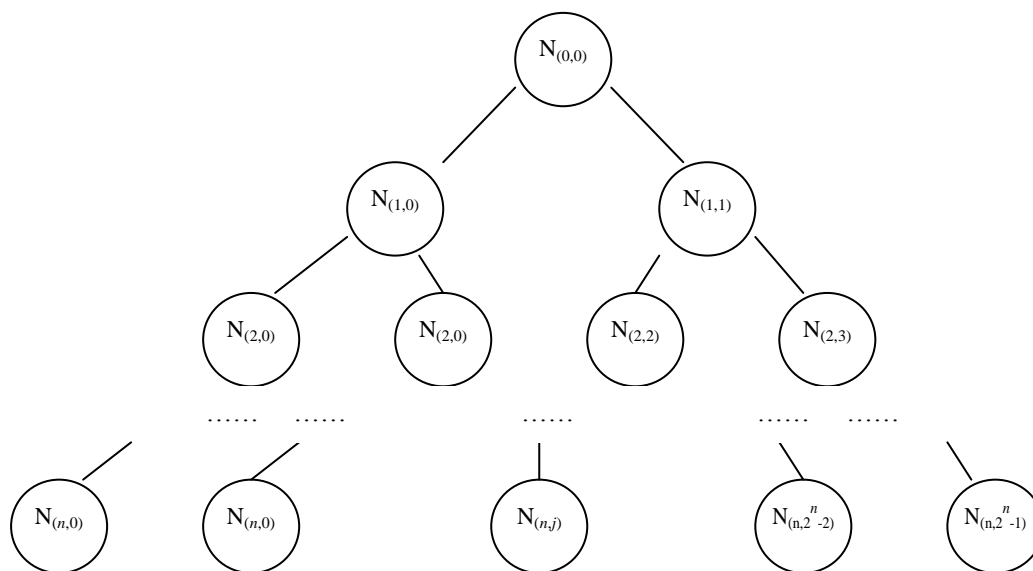 N(0,0)
N(1,0) N(1,1)
N(2,0) N(2,0) N(2,2) N(2,3)
...... ...... ...... ...... ......
N(n,0) N(n,0) N(n,j) N(n,2^n-2) N(n,2^n-1)